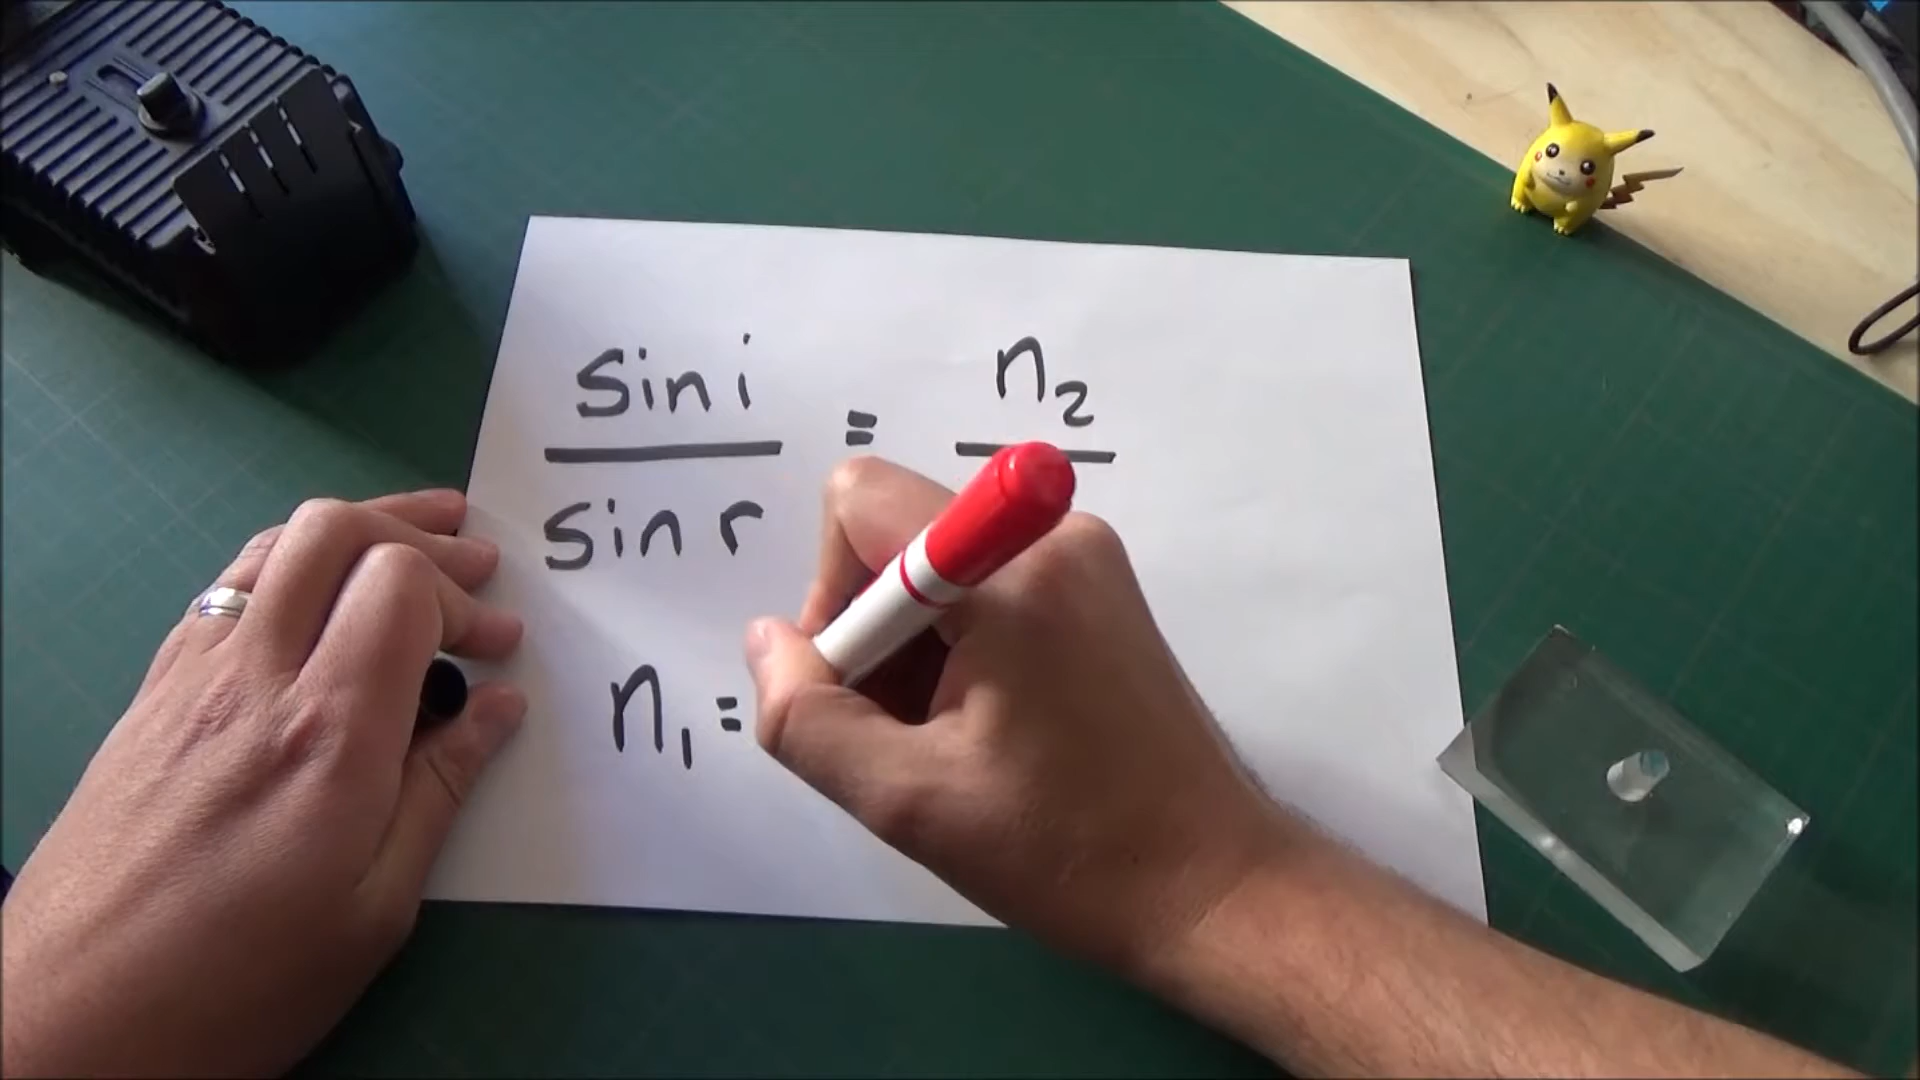 sin i = n₂
sin r
n₁ =